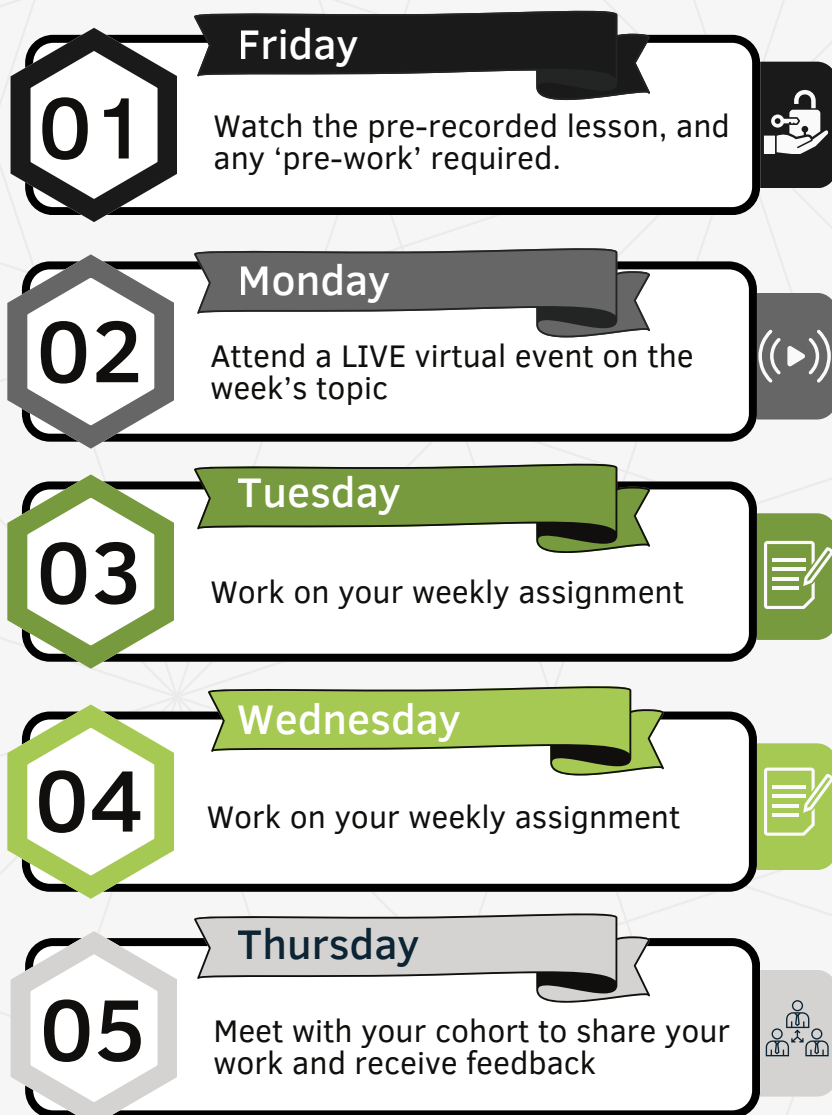 Friday
01
Watch the pre-recorded lesson, and
any ‘pre-work’ required.
Monday
02
Attend a LIVE virtual event on the
week’s topic
Tuesday
03
Work on your weekly assignment
Wednesday
04
Work on your weekly assignment
Thursday
05
Meet with your cohort to share your
work and receive feedback